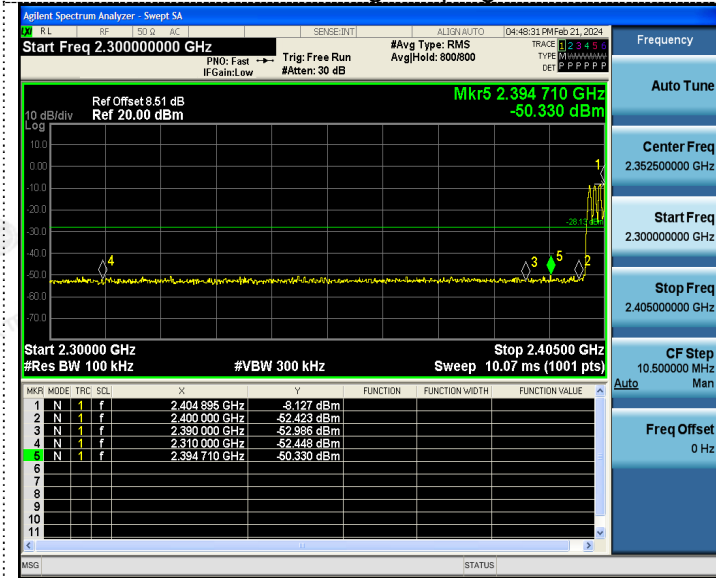 Agilent Spectrum Analyzer - Swept SA
LXI RL RF 50 Ω AC SENSE:INT ALIGN AUTO 04:48:31 PM Feb 21, 2024
Start Freq 2.300000000 GHz #Avg Type: RMS TRACE 1 2 3 4 5 6
PNO: Fast Trig: Free Run Avg|Hold: 800/800 TYPE M
IFGain:Low #Atten: 30 dB DET P P P P P P
Mkr5 2.394 710 GHz
-50.330 dBm
Ref Offset 8.51 dB
10 dB/div Ref 20.00 dBm
Log
10.0
0.00
1
-10.0
-20.0
-28.13 dBm
-30.0
-40.0
4 3 5 2
-50.0
-60.0
-70.0
Start 2.30000 GHz Stop 2.40500 GHz
#Res BW 100 kHz #VBW 300 kHz Sweep 10.07 ms (1001 pts)
MKR MODE TRC SCL X Y FUNCTION FUNCTION WIDTH FUNCTION VALUE
1 N 1 f 2.404 895 GHz -8.127 dBm
2 N 1 f 2.400 000 GHz -52.423 dBm
3 N 1 f 2.390 000 GHz -52.986 dBm
4 N 1 f 2.310 000 GHz -52.448 dBm
5 N 1 f 2.394 710 GHz -50.330 dBm
6
7
8
9
10
11
MSG STATUS
Frequency
Auto Tune
Center Freq
2.352500000 GHz
Start Freq
2.300000000 GHz
Stop Freq
2.405000000 GHz
CF Step
10.500000 MHz
Auto Man
Freq Offset
0 Hz